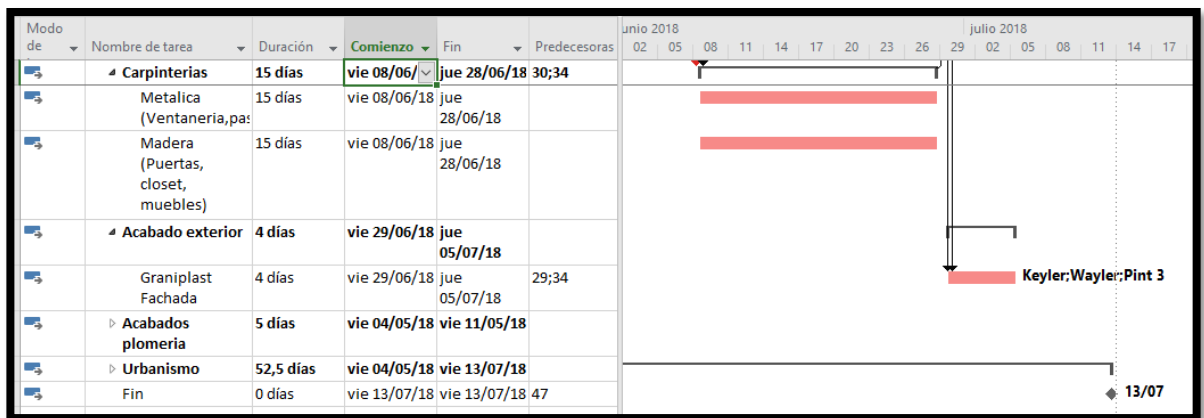 Modo de Nombre de tarea Duración Comienzo Fin Predecesoras
junio 2018 julio 2018
02 05 08 11 14 17 20 23 26 29 02 05 08 11 14 17
Carpinterias 15 días vie 08/06/ jue 28/06/18 30;34
Metalica 15 días vie 08/06/18 jue
(Ventaneria,pas 28/06/18
Madera 15 días vie 08/06/18 jue
(Puertas, 28/06/18
closet,
muebles)
Acabado exterior 4 días vie 29/06/18 jue
05/07/18
Graniplast 4 días vie 29/06/18 jue 29;34
Fachada 05/07/18
Keyler;Wayler;Pint 3
Acabados 5 días vie 04/05/18 vie 11/05/18
plomeria
Urbanismo 52,5 días vie 04/05/18 vie 13/07/18
Fin 0 días vie 13/07/18 vie 13/07/18 47
13/07